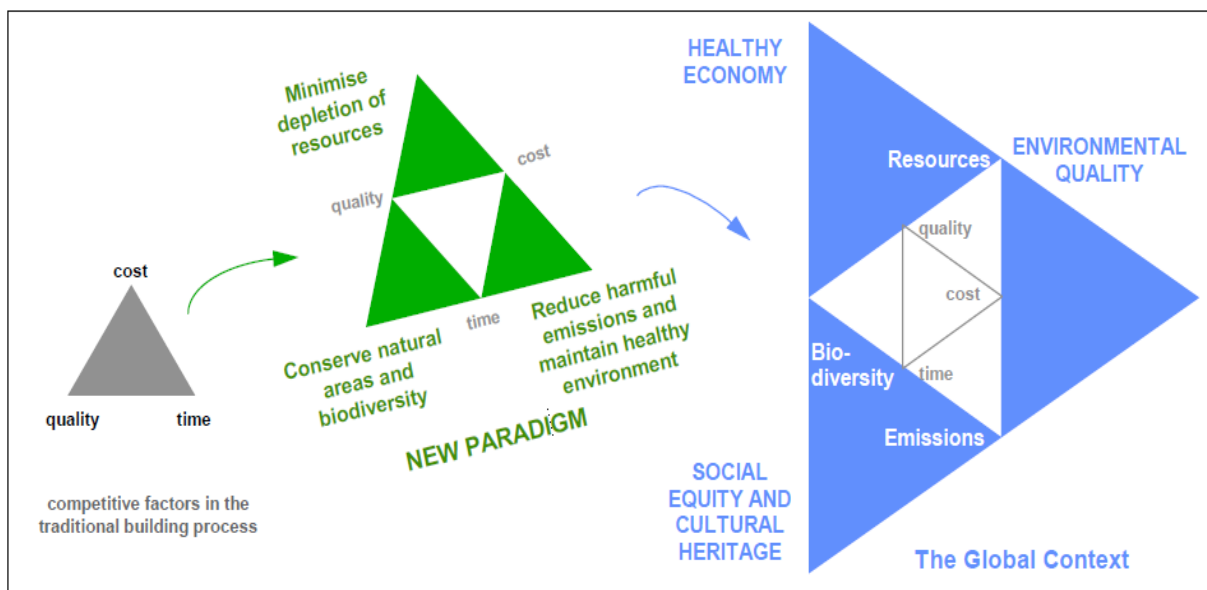 cost
quality
time
competitive factors in the
traditional building process
Minimise
depletion of
resources
cost
quality
time
Conserve natural
areas and
biodiversity
Reduce harmful
emissions and
maintain healthy
environment
NEW PARADIGM
HEALTHY
ECONOMY
Resources
ENVIRONMENTAL
QUALITY
quality
cost
Bio-
diversity
time
Emissions
SOCIAL
EQUITY AND
CULTURAL
HERITAGE
The Global Context